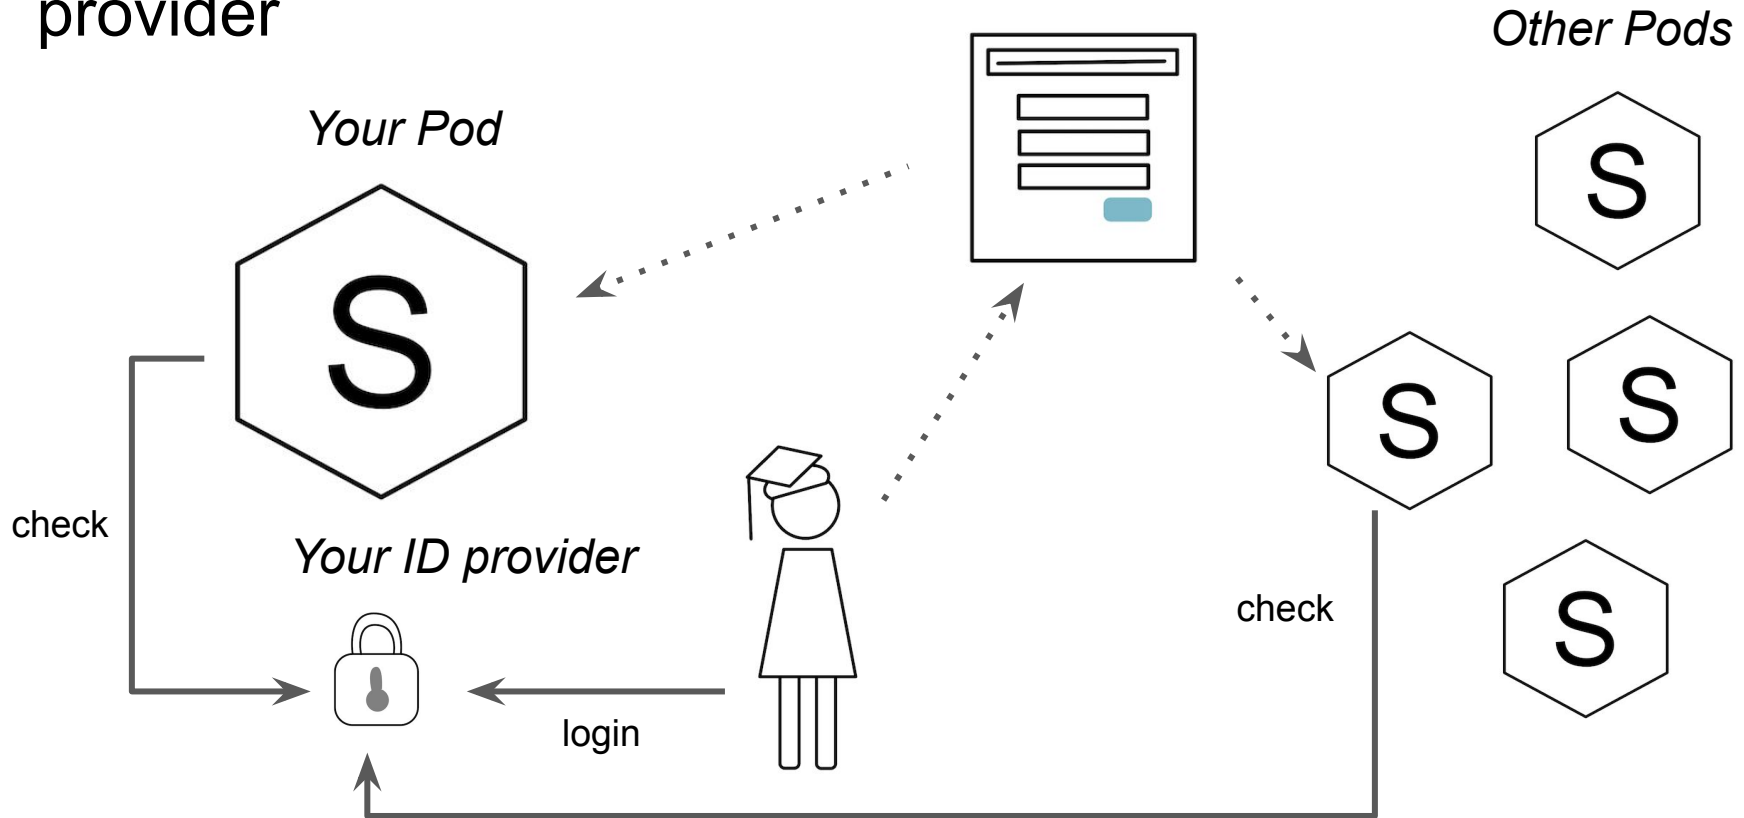 provider
Other Pods
Your Pod
S
S
S
S
check
Your ID provider
check
S
login